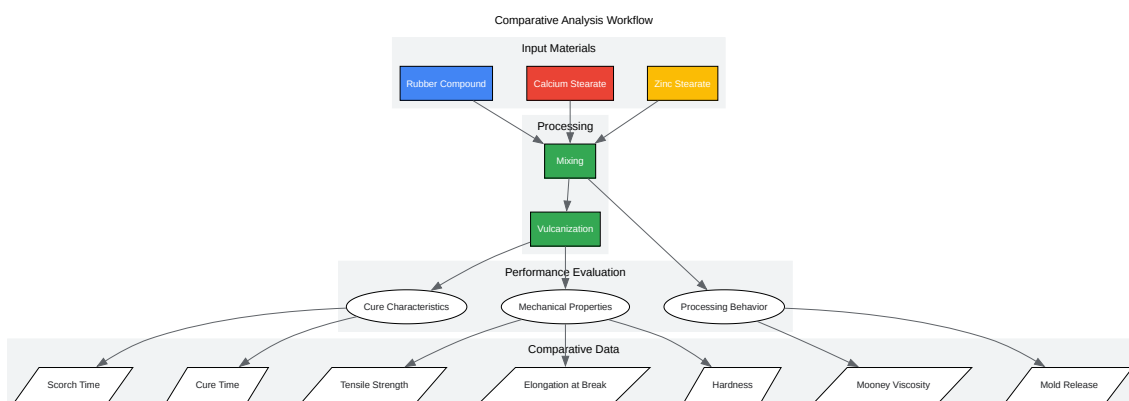 Comparative Analysis Workflow
Input Materials
Rubber Compound
Calcium Stearate
Zinc Stearate
Processing
Mixing
Vulcanization
Performance Evaluation
Cure Characteristics
Mechanical Properties
Processing Behavior
Comparative Data
Scorch Time
Cure Time
Tensile Strength
Elongation at Break
Hardness
Mooney Viscosity
Mold Release